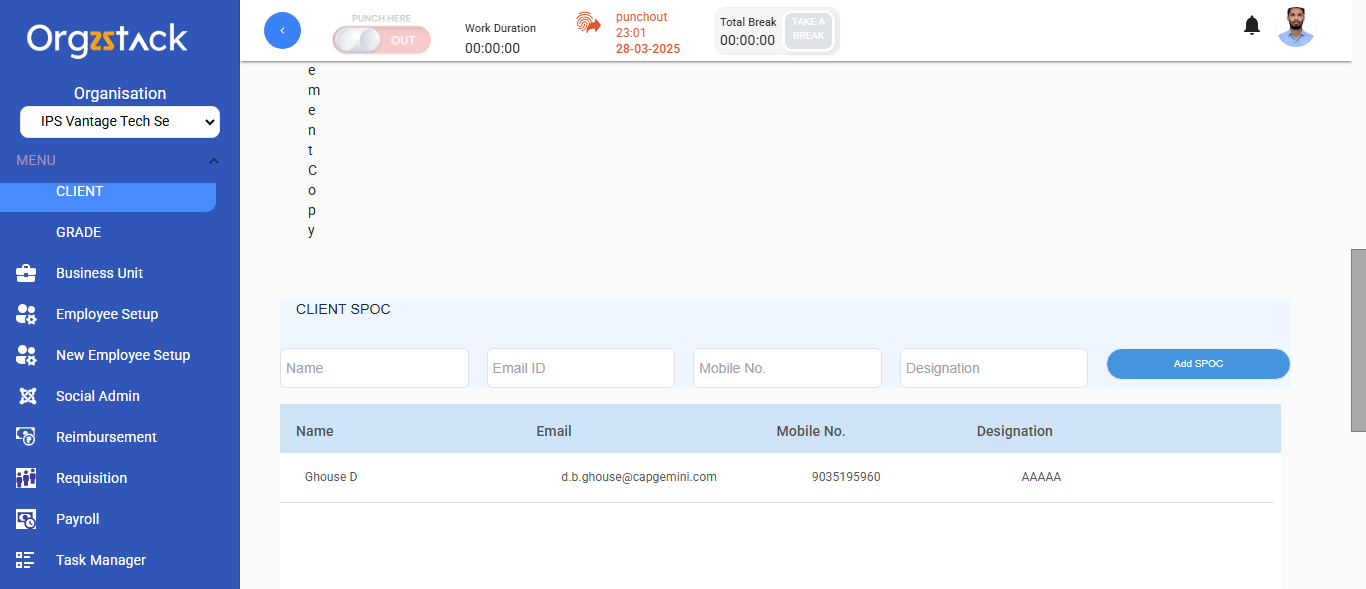 Orgzstack
Organisation
IPS Vantage Tech Se
MENU
CLIENT
GRADE
Business Unit
Employee Setup
New Employee Setup
Social Admin
Reimbursement
Requisition
Payroll
Task Manager
‹
PUNCH HERE
OUT
Work Duration
00:00:00
punchout
23:01
28-03-2025
Total Break
00:00:00
TAKE A
BREAK
e
m
e
n
t
C
o
p
y
CLIENT SPOC
Name
Email ID
Mobile No.
Designation
Add SPOC
Name Email Mobile No. Designation
Ghouse D d.b.ghouse@capgemini.com 9035195960 AAAAA